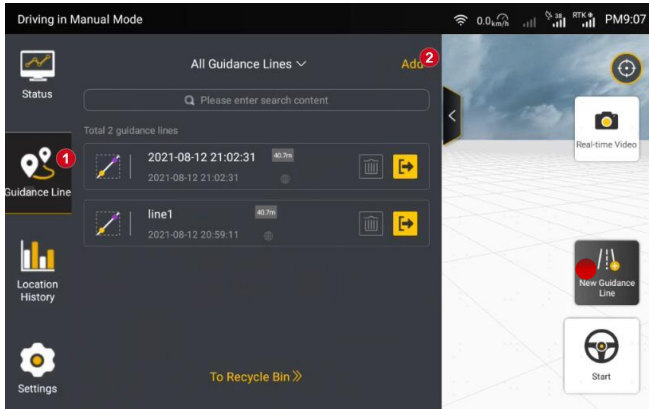 Driving in Manual Mode
0.0km/h
38
RTK
PM9:07
Status
All Guidance Lines
Add
2
Please enter search content
Total 2 guidance lines
1
Guidance Line
2021-08-12 21:02:31
40.7m
2021-08-12 21:02:31
line1
40.7m
2021-08-12 20:59:11
Location
History
Settings
To Recycle Bin
Real-time Video
New Guidance
Line
Start